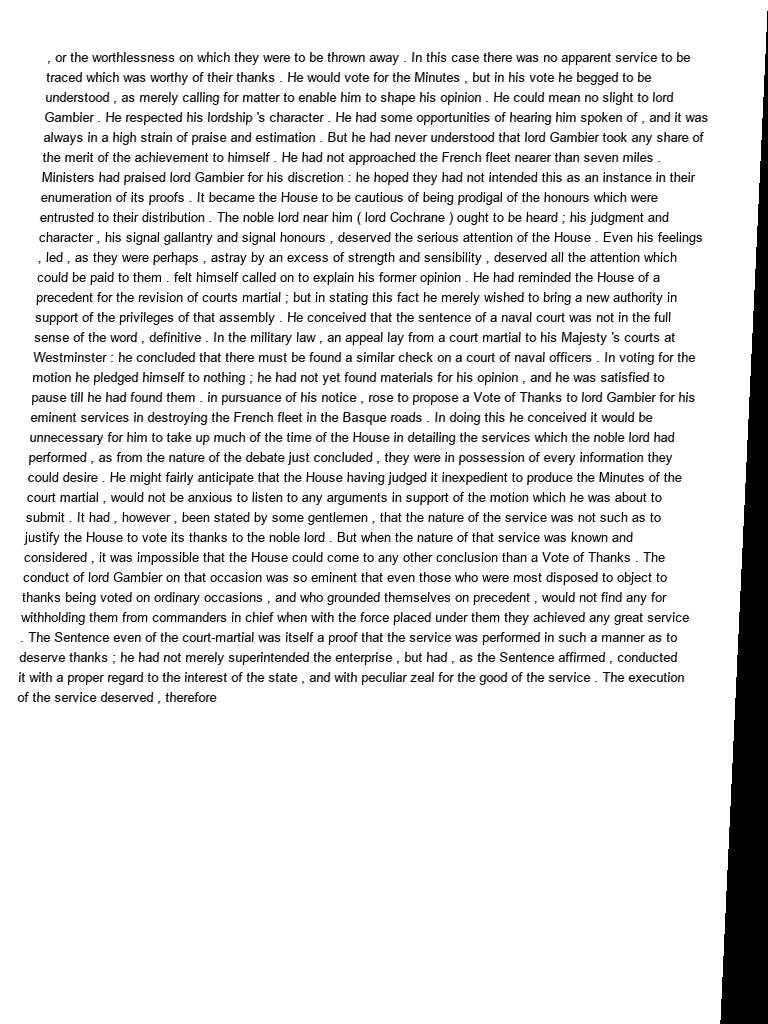 , or the worthlessness on which they were to be thrown away . In this case there was no apparent service to be
traced which was worthy of their thanks . He would vote for the Minutes , but in his vote he begged to be
understood , as merely calling for matter to enable him to shape his opinion . He could mean no slight to lord
Gambier . He respected his lordship 's character . He had some opportunities of hearing him spoken of , and it was
always in a high strain of praise and estimation . But he had never understood that lord Gambier took any share of
the merit of the achievement to himself . He had not approached the French fleet nearer than seven miles .
Ministers had praised lord Gambier for his discretion : he hoped they had not intended this as an instance in their
enumeration of its proofs . It became the House to be cautious of being prodigal of the honours which were
entrusted to their distribution . The noble lord near him ( lord Cochrane ) ought to be heard ; his judgment and
character , his signal gallantry and signal honours , deserved the serious attention of the House . Even his feelings
, led , as they were perhaps , astray by an excess of strength and sensibility , deserved all the attention which
could be paid to them . felt himself called on to explain his former opinion . He had reminded the House of a
precedent for the revision of courts martial ; but in stating this fact he merely wished to bring a new authority in
support of the privileges of that assembly . He conceived that the sentence of a naval court was not in the full
sense of the word , definitive . In the military law , an appeal lay from a court martial to his Majesty 's courts at
Westminster : he concluded that there must be found a similar check on a court of naval officers . In voting for the
motion he pledged himself to nothing ; he had not yet found materials for his opinion , and he was satisfied to
pause till he had found them . in pursuance of his notice , rose to propose a Vote of Thanks to lord Gambier for his
eminent services in destroying the French fleet in the Basque roads . In doing this he conceived it would be
unnecessary for him to take up much of the time of the House in detailing the services which the noble lord had
performed , as from the nature of the debate just concluded , they were in possession of every information they
could desire . He might fairly anticipate that the House having judged it inexpedient to produce the Minutes of the
court martial , would not be anxious to listen to any arguments in support of the motion which he was about to
submit . It had , however , been stated by some gentlemen , that the nature of the service was not such as to
justify the House to vote its thanks to the noble lord . But when the nature of that service was known and
considered , it was impossible that the House could come to any other conclusion than a Vote of Thanks . The
conduct of lord Gambier on that occasion was so eminent that even those who were most disposed to object to
thanks being voted on ordinary occasions , and who grounded themselves on precedent , would not find any for
withholding them from commanders in chief when with the force placed under them they achieved any great service
. The Sentence even of the court-martial was itself a proof that the service was performed in such a manner as to
deserve thanks ; he had not merely superintended the enterprise , but had , as the Sentence affirmed , conducted
it with a proper regard to the interest of the state , and with peculiar zeal for the good of the service . The execution
of the service deserved , therefore